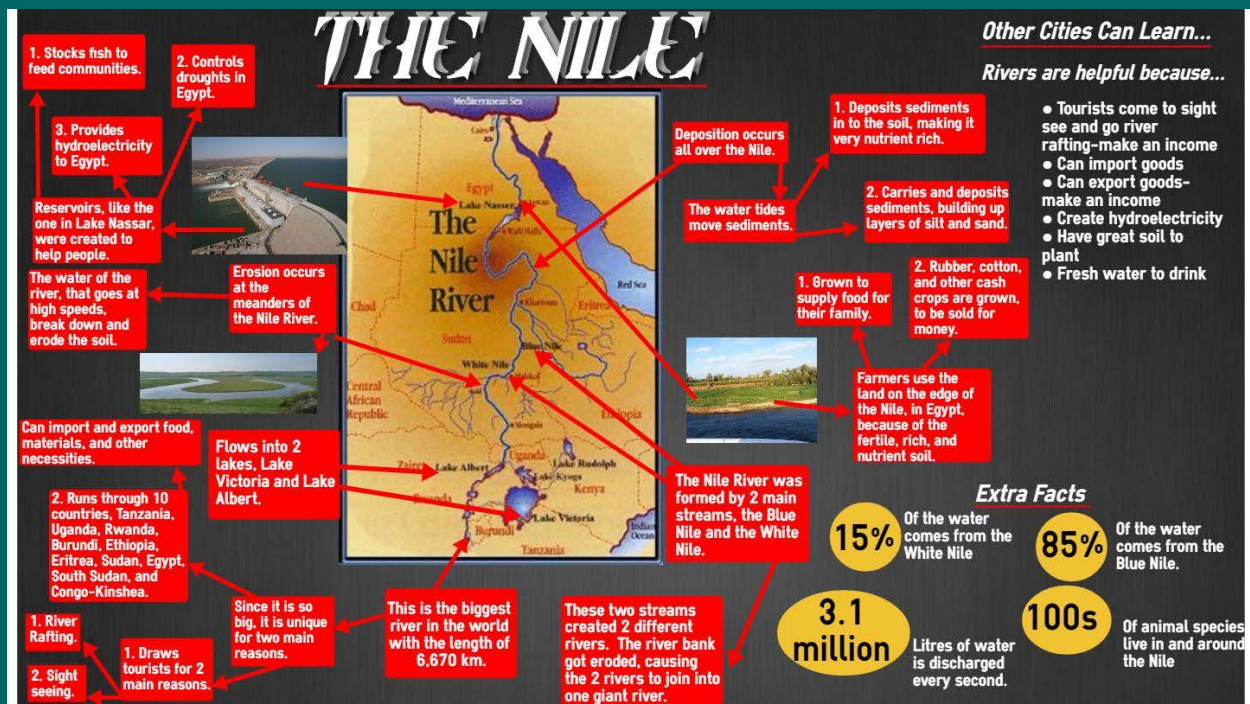 THE NILE
1. Stocks fish to
feed communities.
2. Controls
droughts in
Egypt.
3. Provides
hydroelectricity
to Egypt.
Reservoirs, like the
one in Lake Nassar,
were created to
help people.
The water of the
river, that goes at
high speeds,
break down and
erode the soil.
Erosion occurs
at the
meanders of
the Nile River.
Can import and export food,
materials, and other
necessities.
Flows into 2
lakes, Lake
Victoria and Lake
Albert.
2. Runs through 10
countries, Tanzania,
Uganda, Rwanda,
Burundi, Ethiopia,
Eritrea, Sudan, Egypt,
South Sudan, and
Congo-Kinshea.
1. River
Rafting.
2. Sight
seeing.
1. Draws
tourists for 2
main reasons.
Since it is so
big, it is unique
for two main
reasons.
This is the biggest
river in the world
with the length of
6,670 km.
Mediterranean Sea
Cairo
Egypt
Lake Nasser
The
Nile
River
Red Sea
Chad
Khartoum
Eritrea
Sudan
Blue Nile
White Nile
Malakal
Central
African
Republic
Ethiopia
Mongala
Zaire
Lake Albert
Uganda
Lake Rudolph
Lake Kyoga
Kenya
Rwanda
Burundi
Lake Victoria
Tanzania
Indian
Ocean
Deposition occurs
all over the Nile.
The water tides
move sediments.
1. Deposits sediments
in to the soil, making it
very nutrient rich.
2. Carries and deposits
sediments, building up
layers of silt and sand.
1. Grown to
supply food for
their family.
2. Rubber, cotton,
and other cash
crops are grown,
to be sold for
money.
Farmers use the
land on the edge of
the Nile, in Egypt,
because of the
fertile, rich, and
nutrient soil.
The Nile River was
formed by 2 main
streams, the Blue
Nile and the White
Nile.
These two streams
created 2 different
rivers. The river bank
got eroded, causing
the 2 rivers to join into
one giant river.
Other Cities Can Learn...
Rivers are helpful because...
● Tourists come to sight
see and go river
rafting-make an income
● Can import goods
● Can export goods-
make an income
● Create hydroelectricity
● Have great soil to
plant
● Fresh water to drink
Extra Facts
15%
Of the water
comes from the
White Nile
85%
Of the water
comes from the
Blue Nile.
3.1
million
Litres of water
is discharged
every second.
100s
Of animal species
live in and around
the Nile